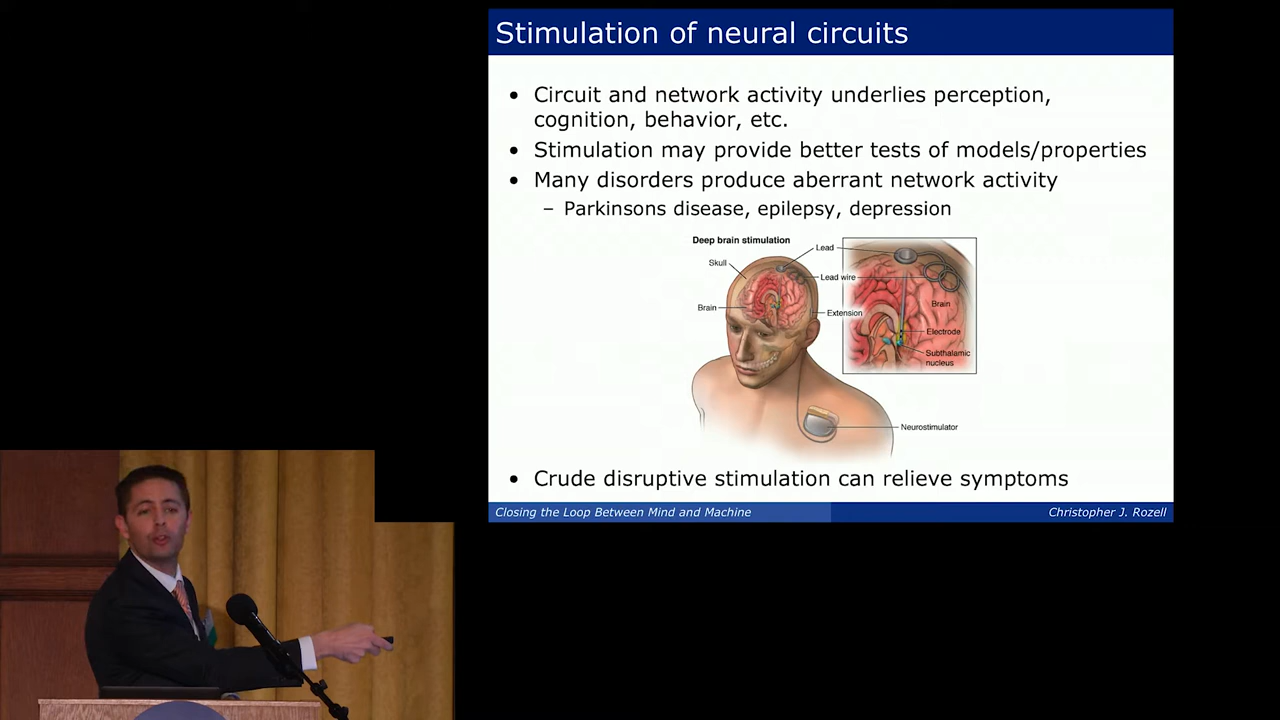 Stimulation of neural circuits
• Circuit and network activity underlies perception,
cognition, behavior, etc.
• Stimulation may provide better tests of models/properties
• Many disorders produce aberrant network activity
– Parkinsons disease, epilepsy, depression
Deep brain stimulation
Lead
Skull
Lead wire
Brain
Brain
Extension
Electrode
Subthalamic
nucleus
Neurostimulator
• Crude disruptive stimulation can relieve symptoms
Closing the Loop Between Mind and Machine
Christopher J. Rozell